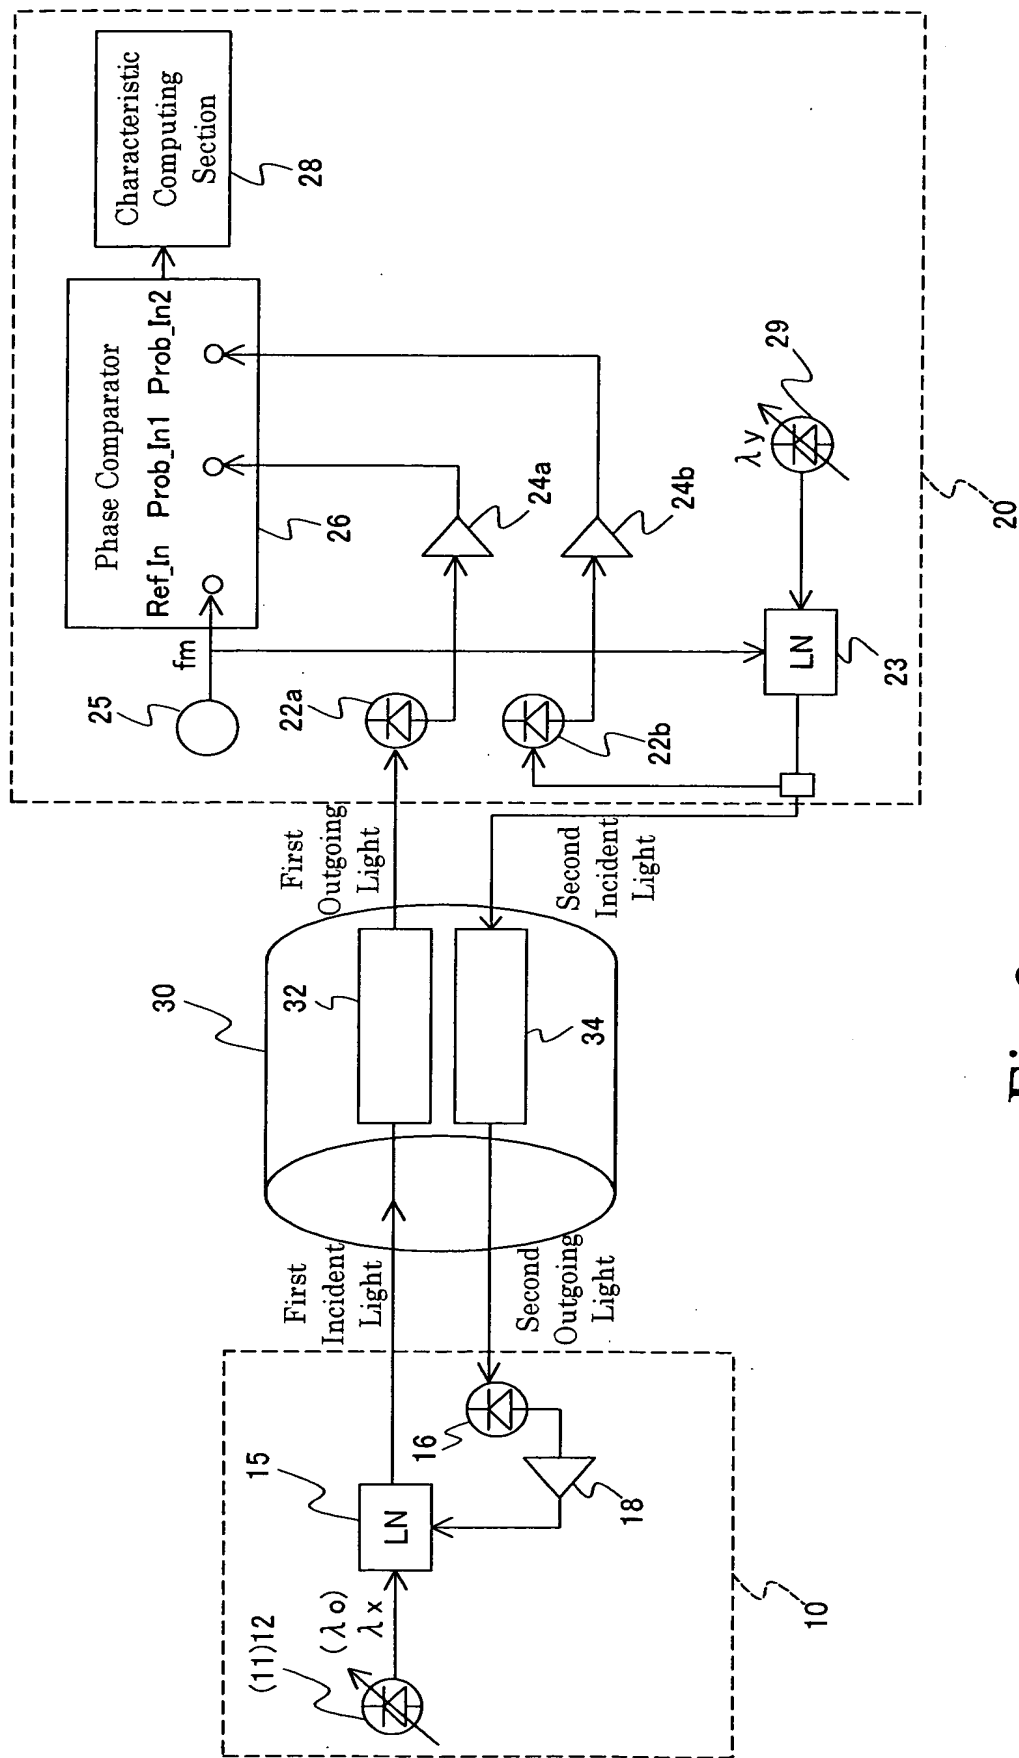 (11)12
(λo)
λx
15
LN
16
18
10
First
Incident
Light
Second
Outgoing
Light
30
32
34
First
Outgoing
Light
Second
Incident
Light
25
fm
Phase Comparator
Ref_In Prob_In1 Prob_In2
26
Characteristic
Computing
Section
28
22a
24a
22b
24b
LN
23
λy
29
20